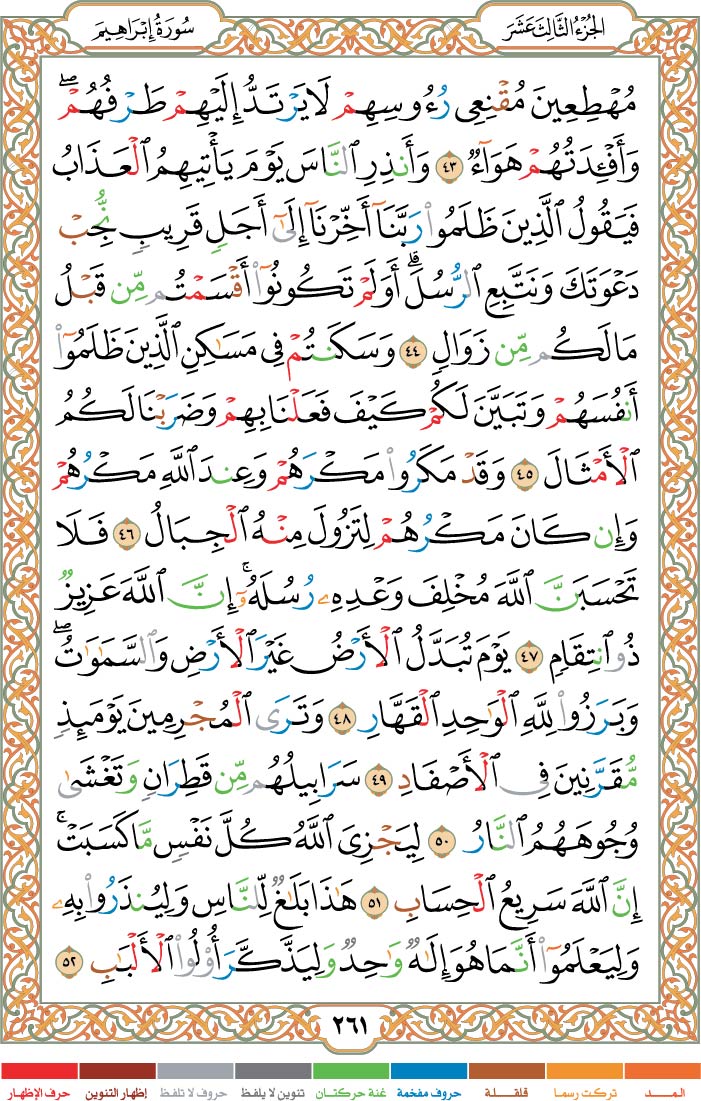 الجُزْءُ الثَّالِثَ عَشَرَ
سُورَةُ إِبْرَاهِيمَ
مُهْطِعِينَ مُقْنِعِى رُءُوسِهِمْ لَا يَرْتَدُّ إِلَيْهِمْ طَرْفُهُمْ ۖ
وَأَفْـِٔدَتُهُمْ هَوَآءٌ ٤٣ وَأَنذِرِ ٱلنَّاسَ يَوْمَ يَأْتِيهِمُ ٱلْعَذَابُ
فَيَقُولُ ٱلَّذِينَ ظَلَمُوا۟ رَبَّنَآ أَخِّرْنَآ إِلَىٰٓ أَجَلٍ قَرِيبٍ نُّجِبْ
دَعْوَتَكَ وَنَتَّبِعِ ٱلرُّسُلَ ۗ أَوَلَمْ تَكُونُوٓا۟ أَقْسَمْتُم مِّن قَبْلُ
مَا لَكُم مِّن زَوَالٍ ٤٤ وَسَكَنتُمْ فِى مَسَـٰكِنِ ٱلَّذِينَ ظَلَمُوٓا۟
أَنفُسَهُمْ وَتَبَيَّنَ لَكُمْ كَيْفَ فَعَلْنَا بِهِمْ وَضَرَبْنَا لَكُمُ
ٱلْأَمْثَالَ ٤٥ وَقَدْ مَكَرُوا۟ مَكْرَهُمْ وَعِندَ ٱللَّهِ مَكْرُهُمْ
وَإِن كَانَ مَكْرُهُمْ لِتَزُولَ مِنْهُ ٱلْجِبَالُ ٤٦ فَلَا
تَحْسَبَنَّ ٱللَّهَ مُخْلِفَ وَعْدِهِۦ رُسُلَهُۥٓ ۗ إِنَّ ٱللَّهَ عَزِيزٌ
ذُو ٱنتِقَامٍ ٤٧ يَوْمَ تُبَدَّلُ ٱلْأَرْضُ غَيْرَ ٱلْأَرْضِ وَٱلسَّمَـٰوَٰتُ ۖ
وَبَرَزُوا۟ لِلَّهِ ٱلْوَٰحِدِ ٱلْقَهَّارِ ٤٨ وَتَرَى ٱلْمُجْرِمِينَ يَوْمَئِذٍ
مُّقَرَّنِينَ فِى ٱلْأَصْفَادِ ٤٩ سَرَابِيلُهُم مِّن قَطِرَانٍ وَتَغْشَىٰ
وُجُوهَهُمُ ٱلنَّارُ ٥٠ لِيَجْزِىَ ٱللَّهُ كُلَّ نَفْسٍ مَّا كَسَبَتْ ۚ
إِنَّ ٱللَّهَ سَرِيعُ ٱلْحِسَابِ ٥١ هَـٰذَا بَلَـٰغٌ لِّلنَّاسِ وَلِيُنذَرُوا۟ بِهِۦ
وَلِيَعْلَمُوٓا۟ أَنَّمَا هُوَ إِلَـٰهٌ وَٰحِدٌ وَلِيَذَّكَّرَ أُو۟لُوا۟ ٱلْأَلْبَـٰبِ ٥٢
٢٦١
المـــد تركت رسما قلقـلة حروف مفخمة غنة حركتان تنوين لا يلفظ حروف لا تلفظ إظهار التنوين حرف الإظهار